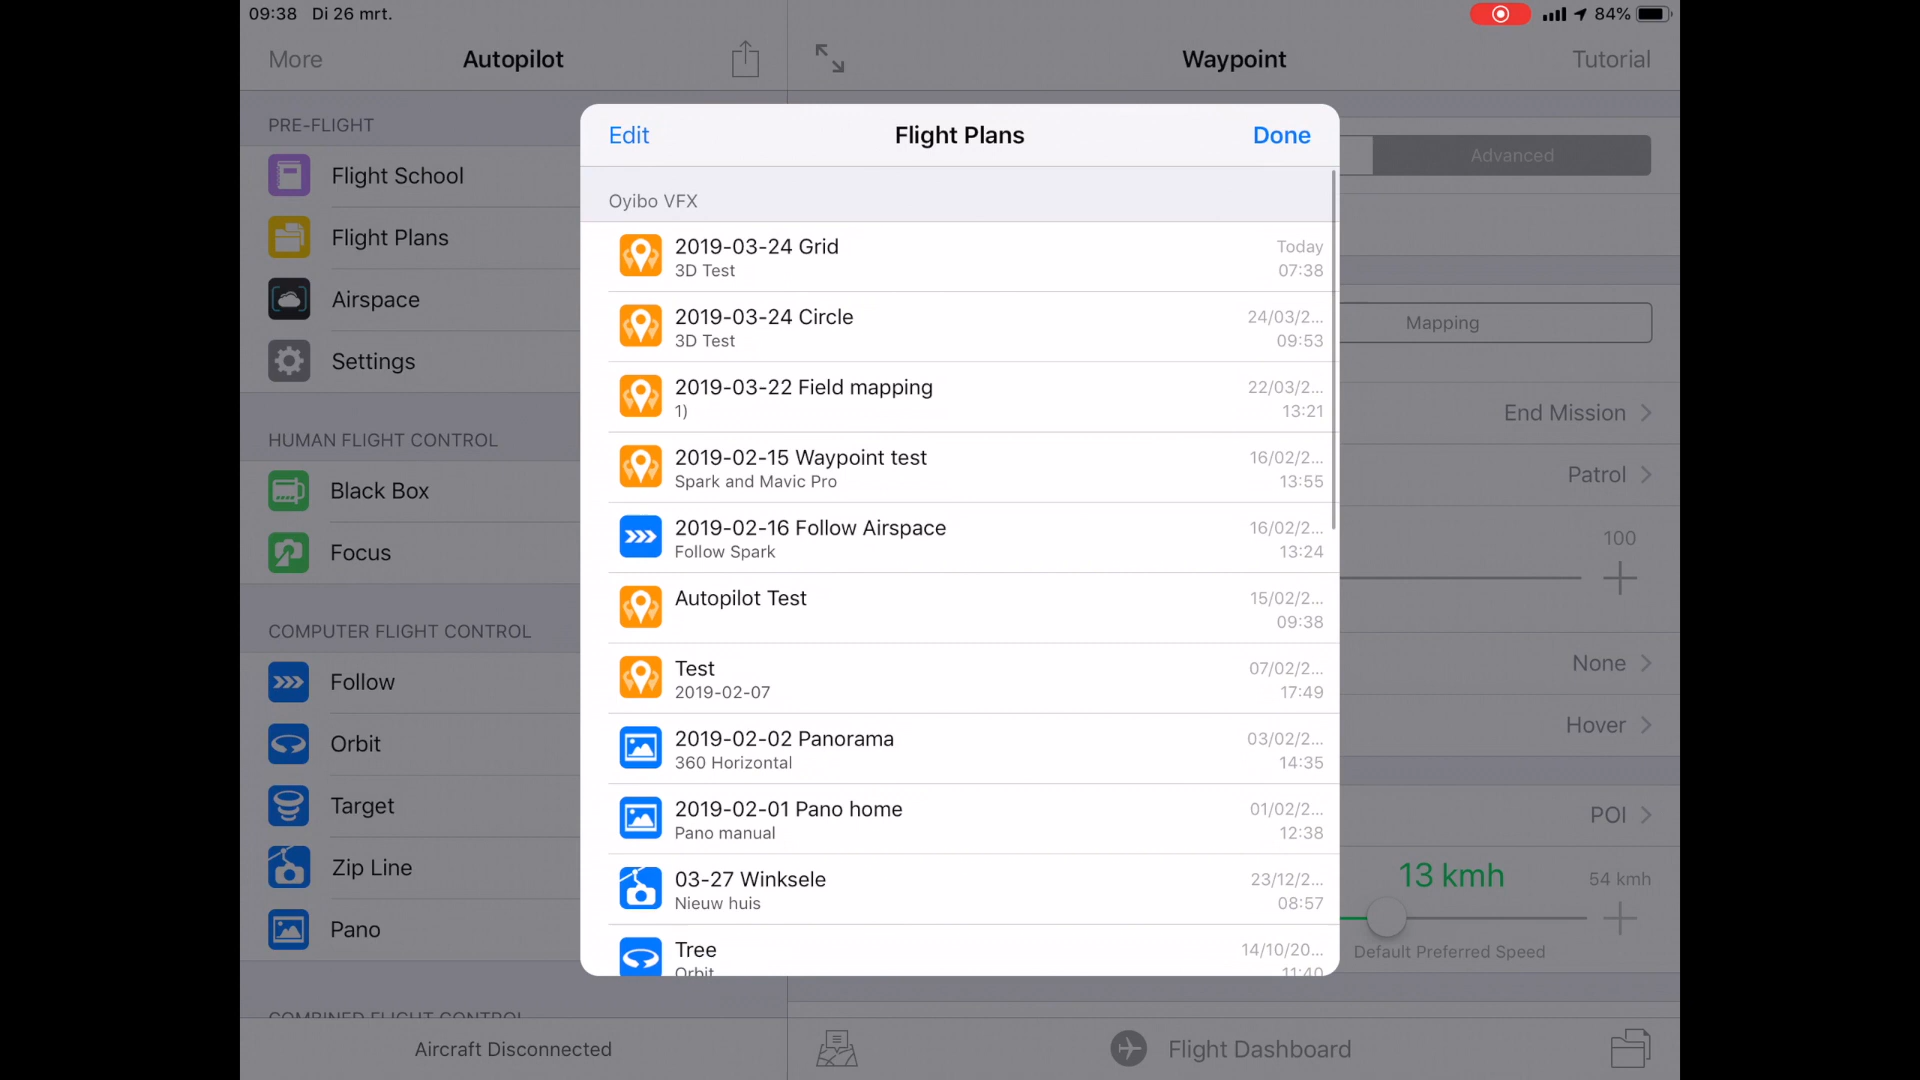 09:38 Di 26 mrt.
84%
More
Autopilot
Waypoint
Tutorial
PRE-FLIGHT
Flight School
Flight Plans
Airspace
Settings
HUMAN FLIGHT CONTROL
Black Box
Focus
COMPUTER FLIGHT CONTROL
Follow
Orbit
Target
Zip Line
Pano
COMBINED FLIGHT CONTROL
Aircraft Disconnected
Edit
Flight Plans
Done
Oyibo VFX
2019-03-24 Grid
Today
3D Test
07:38
2019-03-24 Circle
24/03/2...
3D Test
09:53
2019-03-22 Field mapping
22/03/2...
1)
13:21
2019-02-15 Waypoint test
16/02/2...
Spark and Mavic Pro
13:55
2019-02-16 Follow Airspace
16/02/2...
Follow Spark
13:24
Autopilot Test
15/02/2...
09:38
Test
07/02/2...
2019-02-07
17:49
2019-02-02 Panorama
03/02/2...
360 Horizontal
14:35
2019-02-01 Pano home
01/02/2...
Pano manual
12:38
03-27 Winksele
23/12/2...
Nieuw huis
08:57
Tree
14/10/20...
Orbit
11:40
Advanced
Mapping
End Mission
Patrol
100
None
Hover
POI
13 kmh
54 kmh
Default Preferred Speed
Flight Dashboard